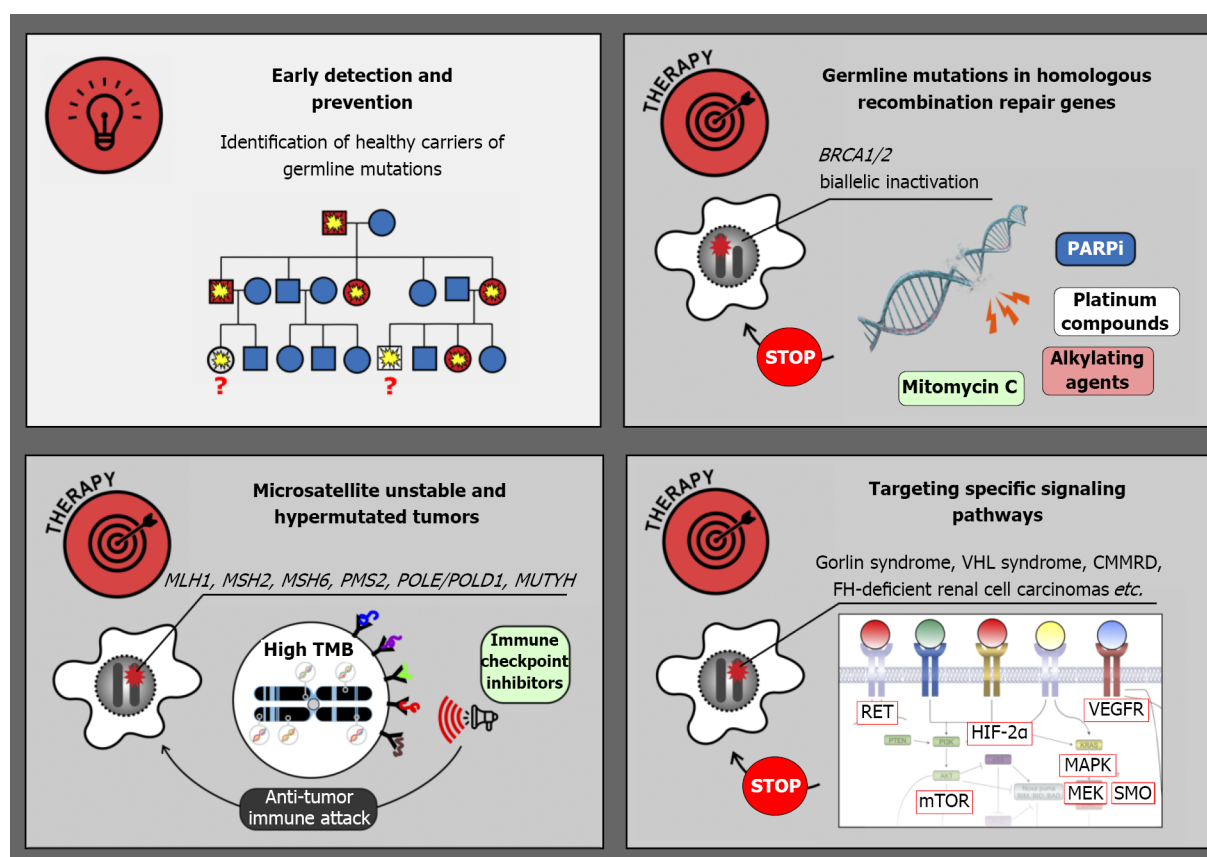 Early detection and
prevention
Identification of healthy carriers of
germline mutations
?
?
THERAPY
Germline mutations in homologous
recombination repair genes
BRCA1/2
biallelic inactivation
PARPi
Platinum
compounds
Alkylating
agents
Mitomycin C
STOP
THERAPY
Microsatellite unstable and
hypermutated tumors
MLH1, MSH2, MSH6, PMS2, POLE/POLD1, MUTYH
High TMB
Immune
checkpoint
inhibitors
Anti-tumor
immune attack
THERAPY
Targeting specific signaling
pathways
Gorlin syndrome, VHL syndrome, CMMRD,
FH-deficient renal cell carcinomas etc.
RET
VEGFR
HIF-2α
PTEN
PI3K
KRAS
MAPK
AKT
mTOR
MEK
SMO
STOP